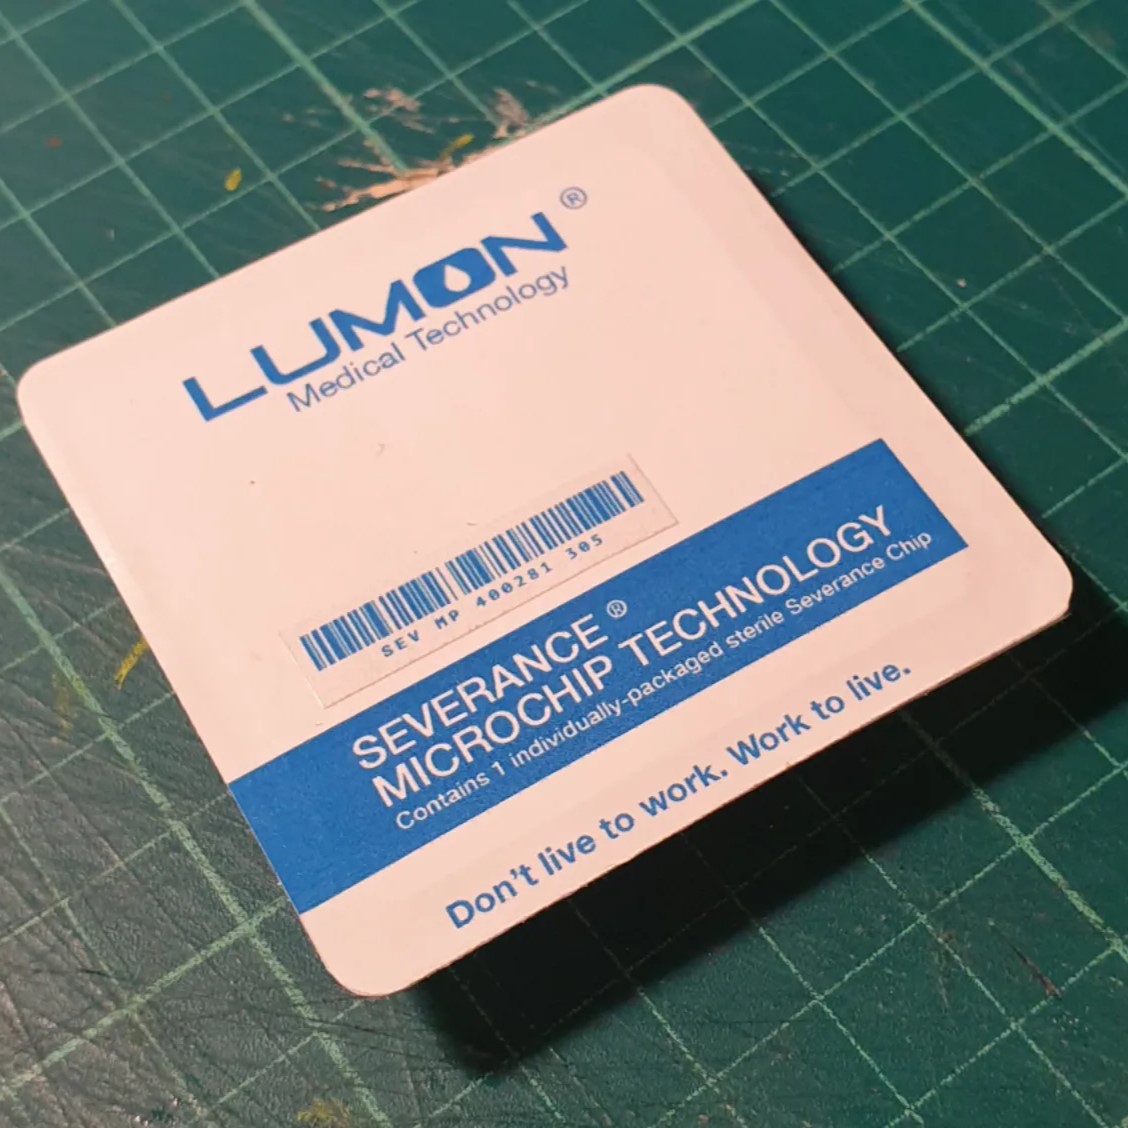 LUMON®
Medical Technology
SEV MP 400281 305
SEVERANCE®
MICROCHIP TECHNOLOGY
Contains 1 individually-packaged sterile Severance Chip
Don't live to work. Work to live.